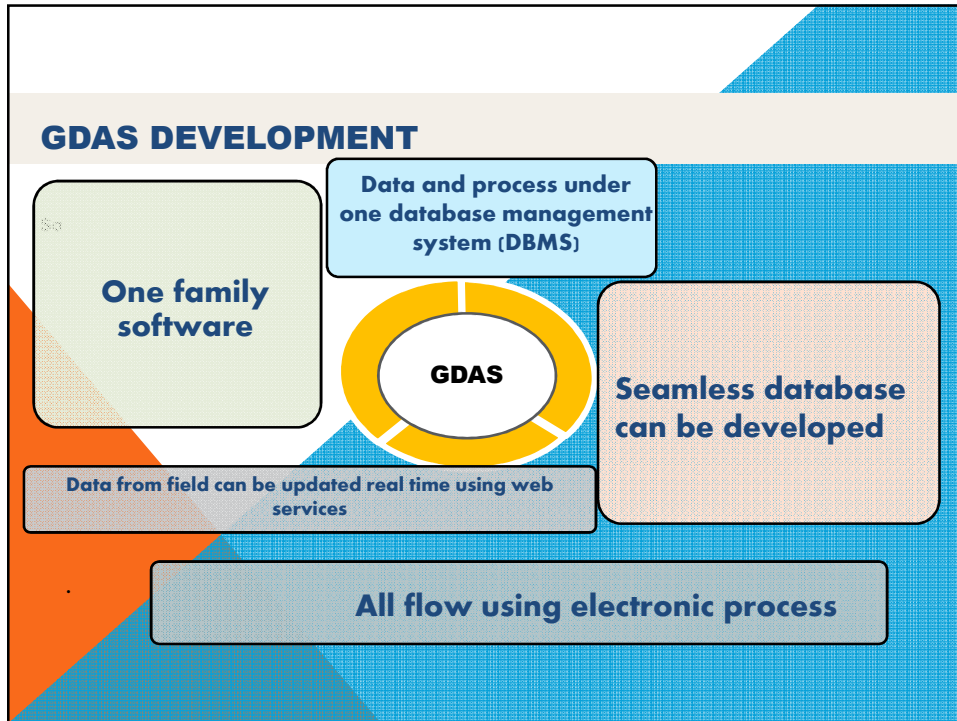 GDAS DEVELOPMENT
Data and process under
one database management
system (DBMS)
So
One family
software
GDAS
Seamless database
can be developed
Data from field can be updated real time using web
services
.
All flow using electronic process